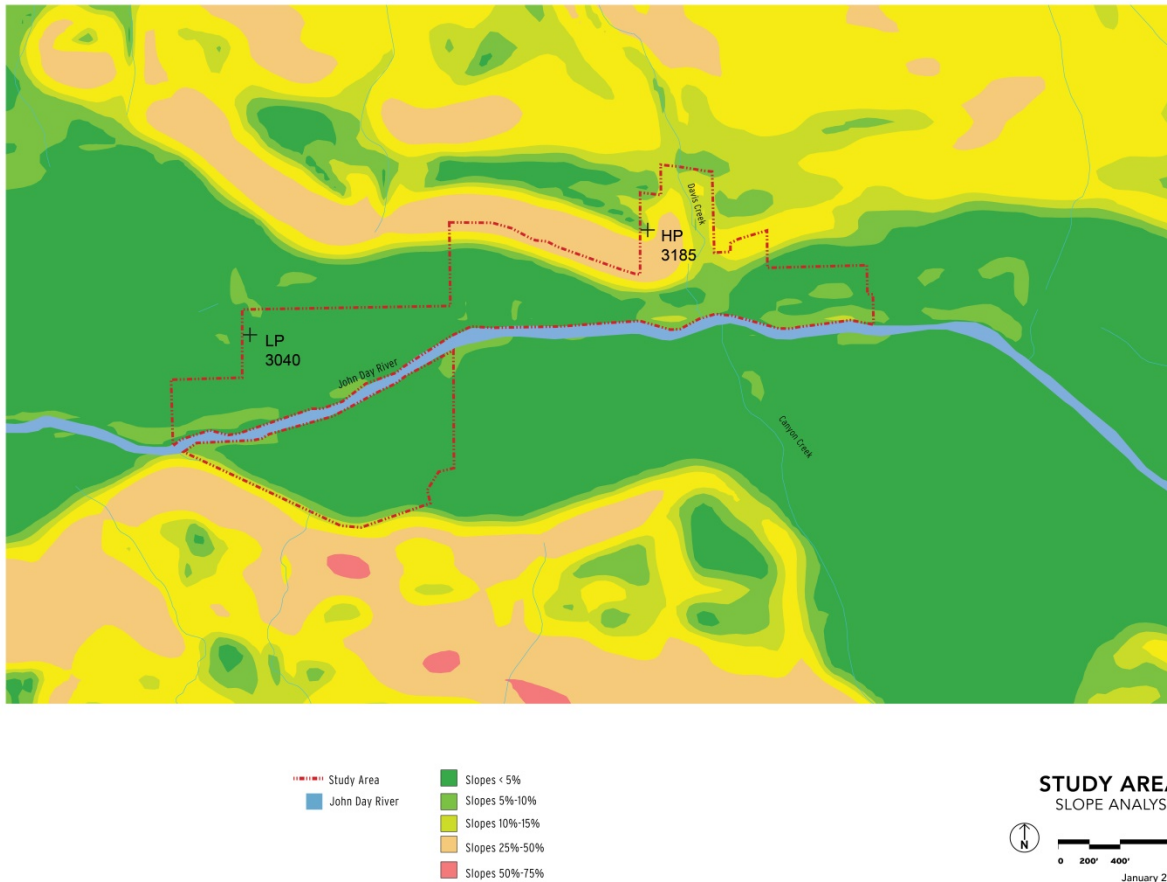 Davis Creek
HP
3185
LP
3040
John Day River
Canyon Creek
Study Area
John Day River
Slopes < 5%
Slopes 5%-10%
Slopes 10%-15%
Slopes 25%-50%
Slopes 50%-75%
STUDY AREA
SLOPE ANALYS
N
0 200' 400'
January 2